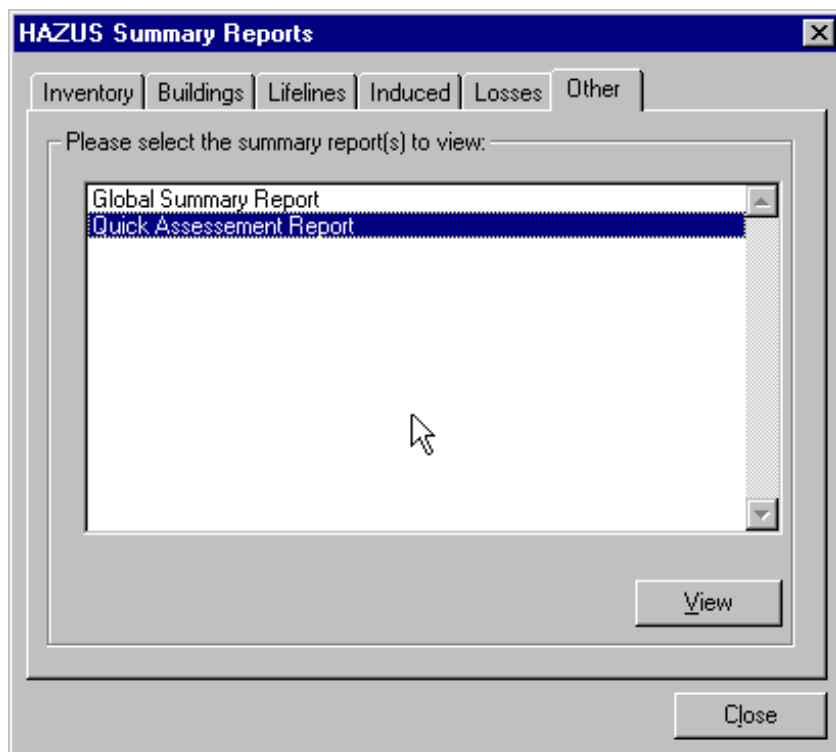 HAZUS Summary Reports
Inventory Buildings Lifelines Induced Losses Other
Please select the summary report(s) to view:
Global Summary Report
Quick Assessement Report
View
Close